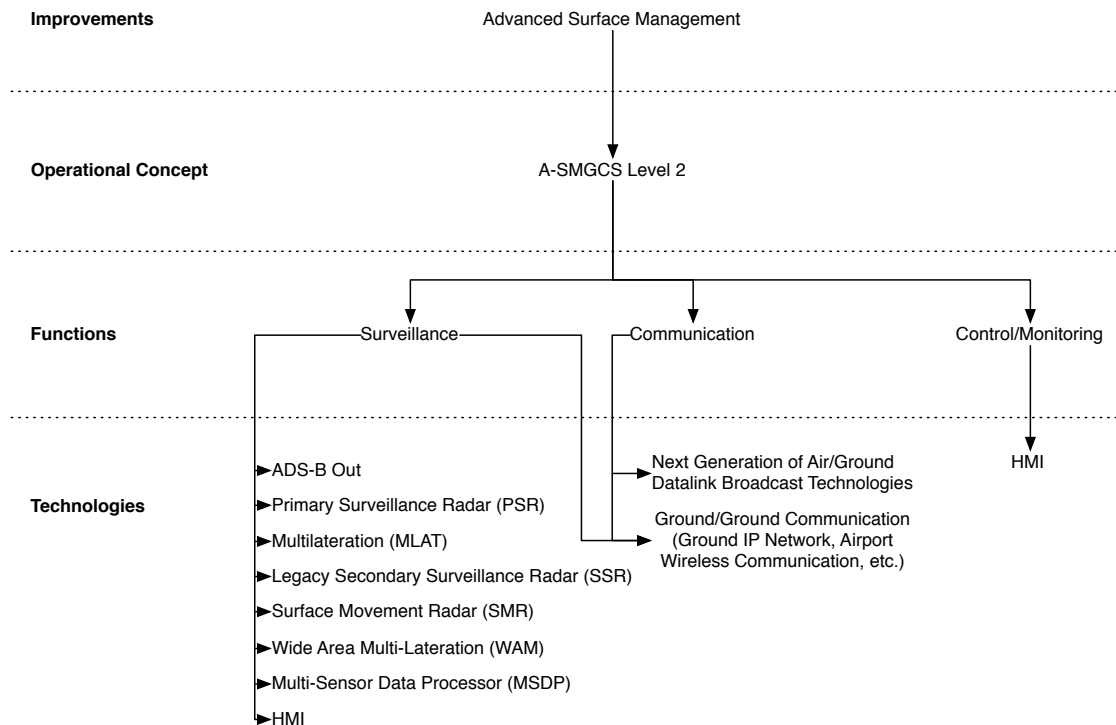 Improvements
Advanced Surface Management
Operational Concept
A-SMGCS Level 2
Functions
Surveillance
Communication
Control/Monitoring
Technologies
ADS-B Out
Primary Surveillance Radar (PSR)
Multilateration (MLAT)
Legacy Secondary Surveillance Radar (SSR)
Surface Movement Radar (SMR)
Wide Area Multi-Lateration (WAM)
Multi-Sensor Data Processor (MSDP)
HMI
Next Generation of Air/Ground
Datalink Broadcast Technologies
Ground/Ground Communication
(Ground IP Network, Airport
Wireless Communication, etc.)
HMI